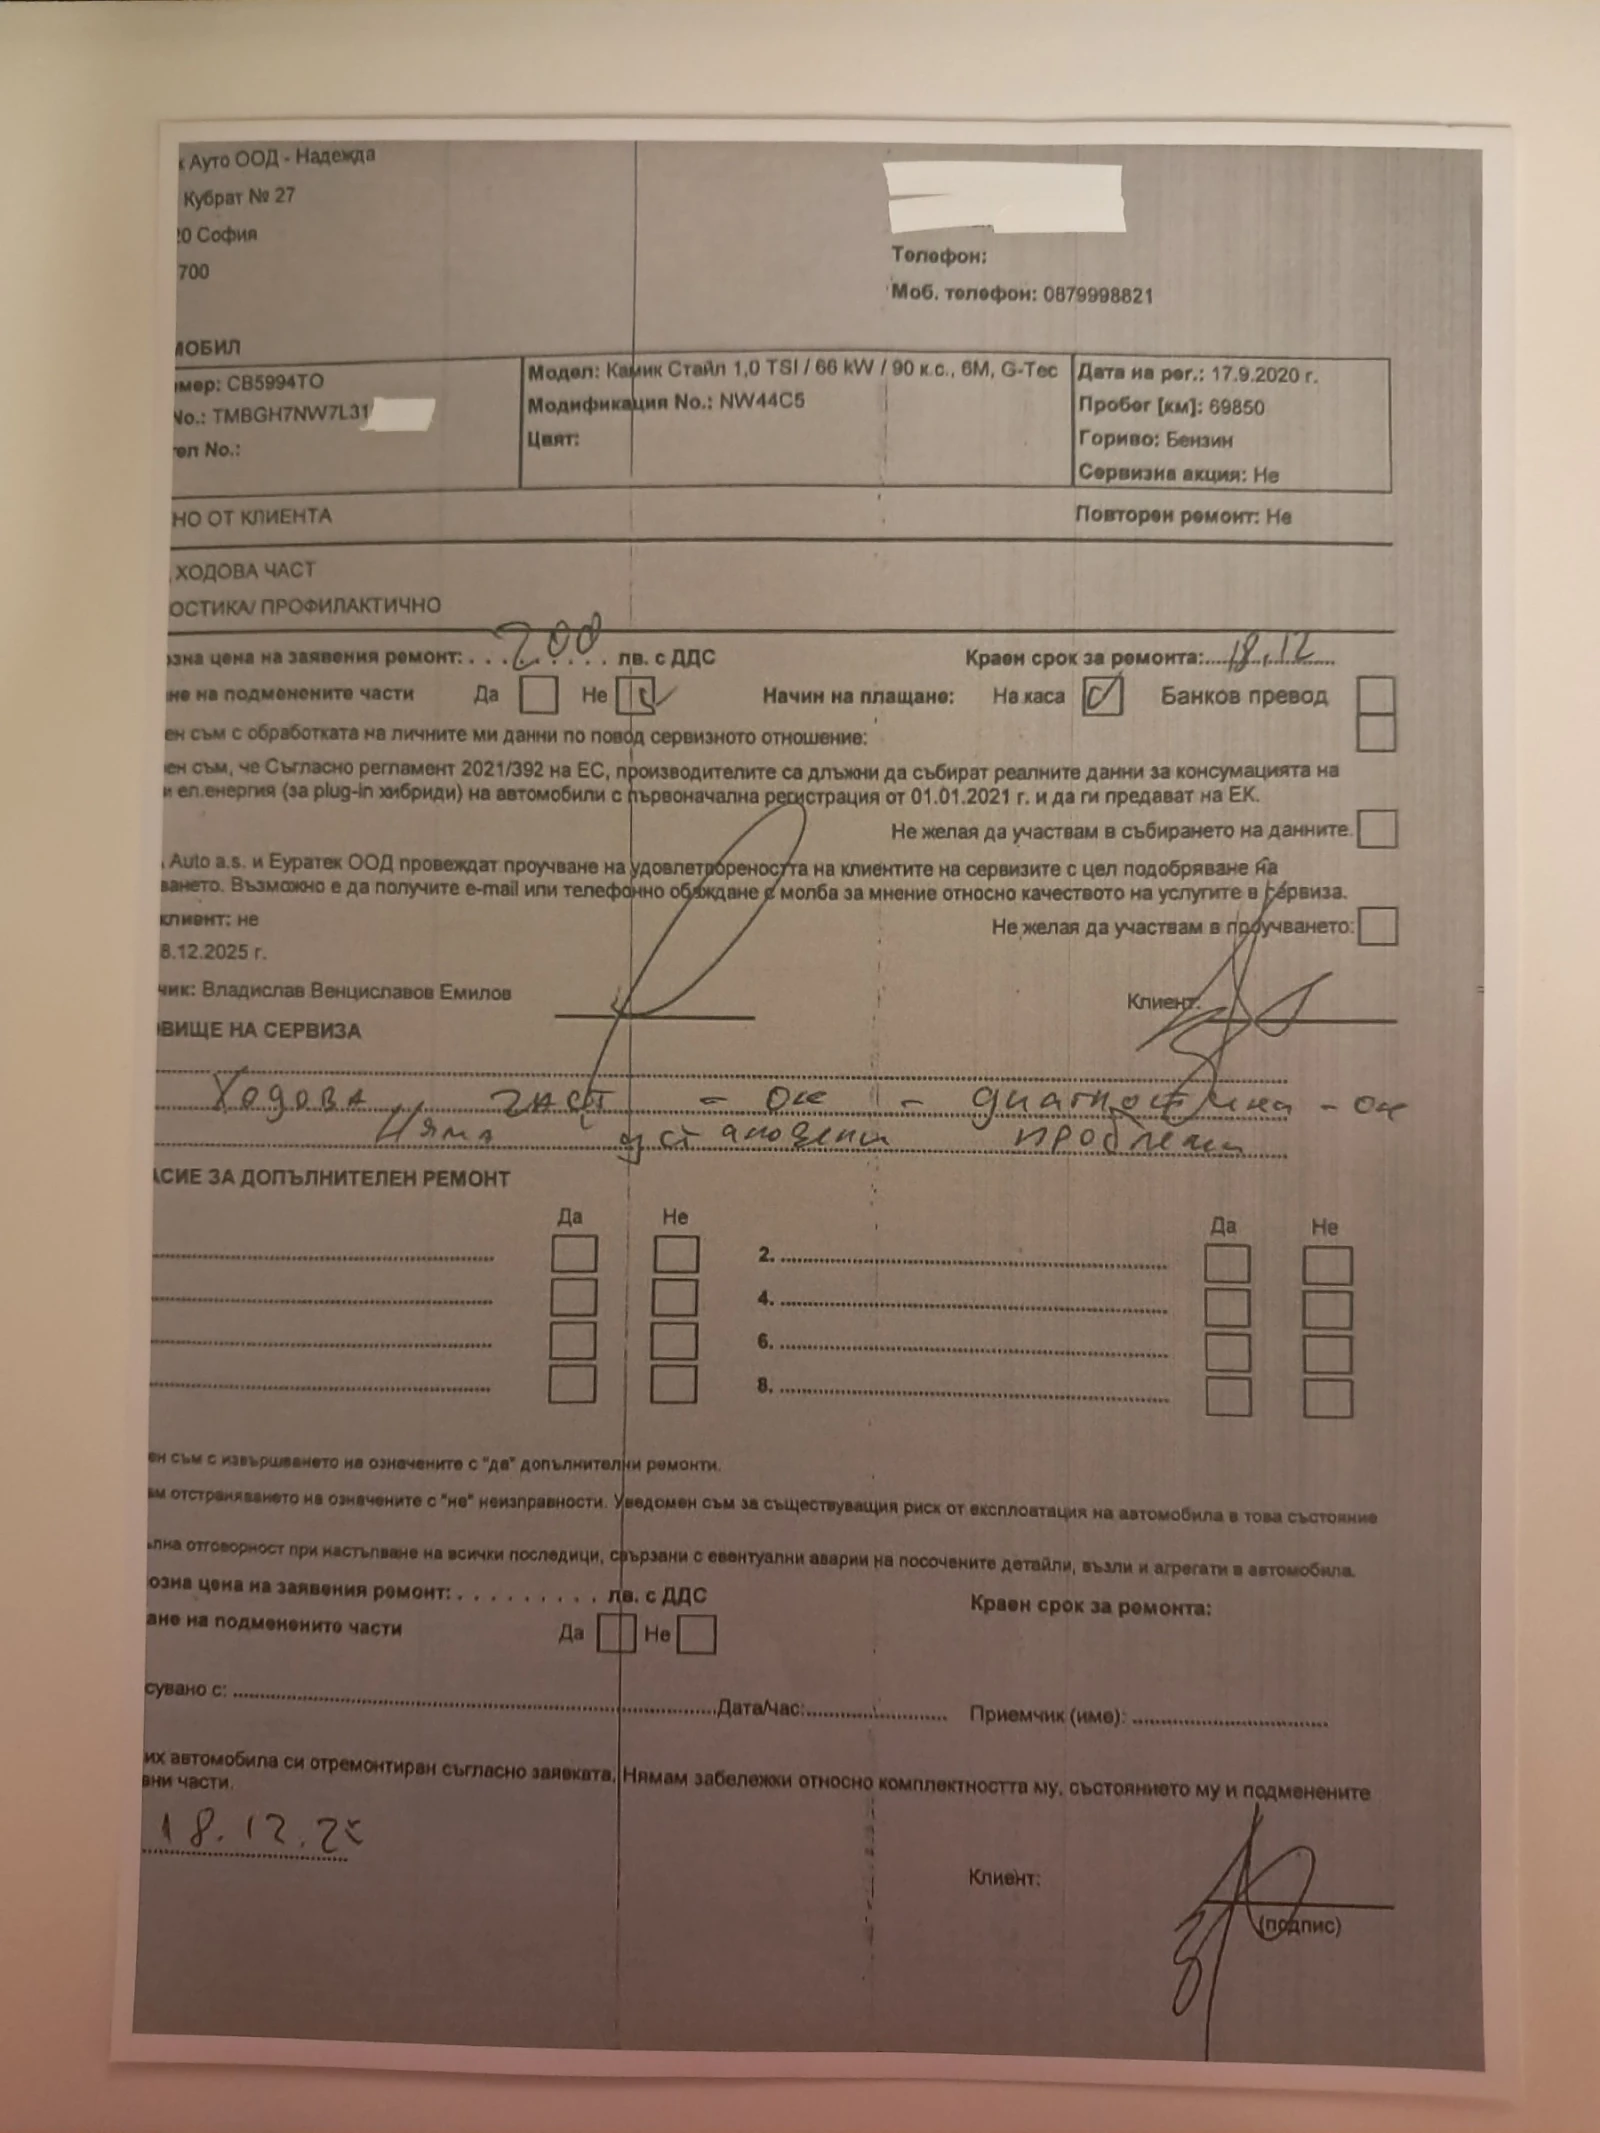 к Ауто ООД - Надежда
Кубрат № 27
20 София
700
Телефон:
Моб. телефон: 0879998821
МОБИЛ
омер: СВ5994ТО
No.: TMBGH7NW7L31
тел No.:
Модел: Камик Стайл 1,0 TSI / 66 kW / 90 к.с., 6M, G-Tec
Модификация No.: NW44C5
Цвят:
Дата на рег.: 17.9.2020 г.
Пробег [км]: 69850
Гориво: Бензин
Сервизна акция: Не
НО ОТ КЛИЕНТА
Повторен ремонт: Не
ХОДОВА ЧАСТ
ОСТИКА/ ПРОФИЛАКТИЧНО
озна цена на заявения ремонт: . . . 200 . . . . лв. с ДДС Краен срок за ремонта:....18.12....
не на подменените части Да Не Начин на плащане: На каса Банков превод
ен съм с обработката на личните ми данни по повод сервизното отношение:
ен съм, че Съгласно регламент 2021/392 на ЕС, производителите са длъжни да събират реалните данни за консумацията на
и ел.енергия (за plug-in хибриди) на автомобили с първоначална регистрация от 01.01.2021 г. и да ги предават на ЕК.
Не желая да участвам в събирането на данните.
Auto a.s. и Еуратек ООД провеждат проучване на удовлетвореността на клиентите на сервизите с цел подобряване на
ването. Възможно е да получите e-mail или телефонно обаждане с молба за мнение относно качеството на услугите в сервиза.
клиент: не
Не желая да участвам в проучването:
8.12.2025 г.
чик: Владислав Венциславов Емилов
Клиент:
ОВИЩЕ НА СЕРВИЗА
Ходова част - ок - диагностика - ок
Няма установени проблеми
АСИЕ ЗА ДОПЪЛНИТЕЛЕН РЕМОНТ
Да Не Да Не
2.
4.
6.
8.
ен съм с извършването на означените с "да" допълнителни ремонти.
ам отстраняването на означените с "не" неизправности. Уведомен съм за съществуващия риск от експлоатация на автомобила в това състояние
ълна отговорност при настъпване на всички последици, свързани с евентуални аварии на посочените детайли, възли и агрегати в автомобила.
озна цена на заявения ремонт: . . . . . . . . . лв. с ДДС Краен срок за ремонта:
ане на подменените части Да Не
сувано с: Дата/час: Приемчик (име):
их автомобила си отремонтиран съгласно заявката. Нямам забележки относно комплектността му, състоянието му и подменените
ани части.
18.12.25
Клиент:
(подпис)